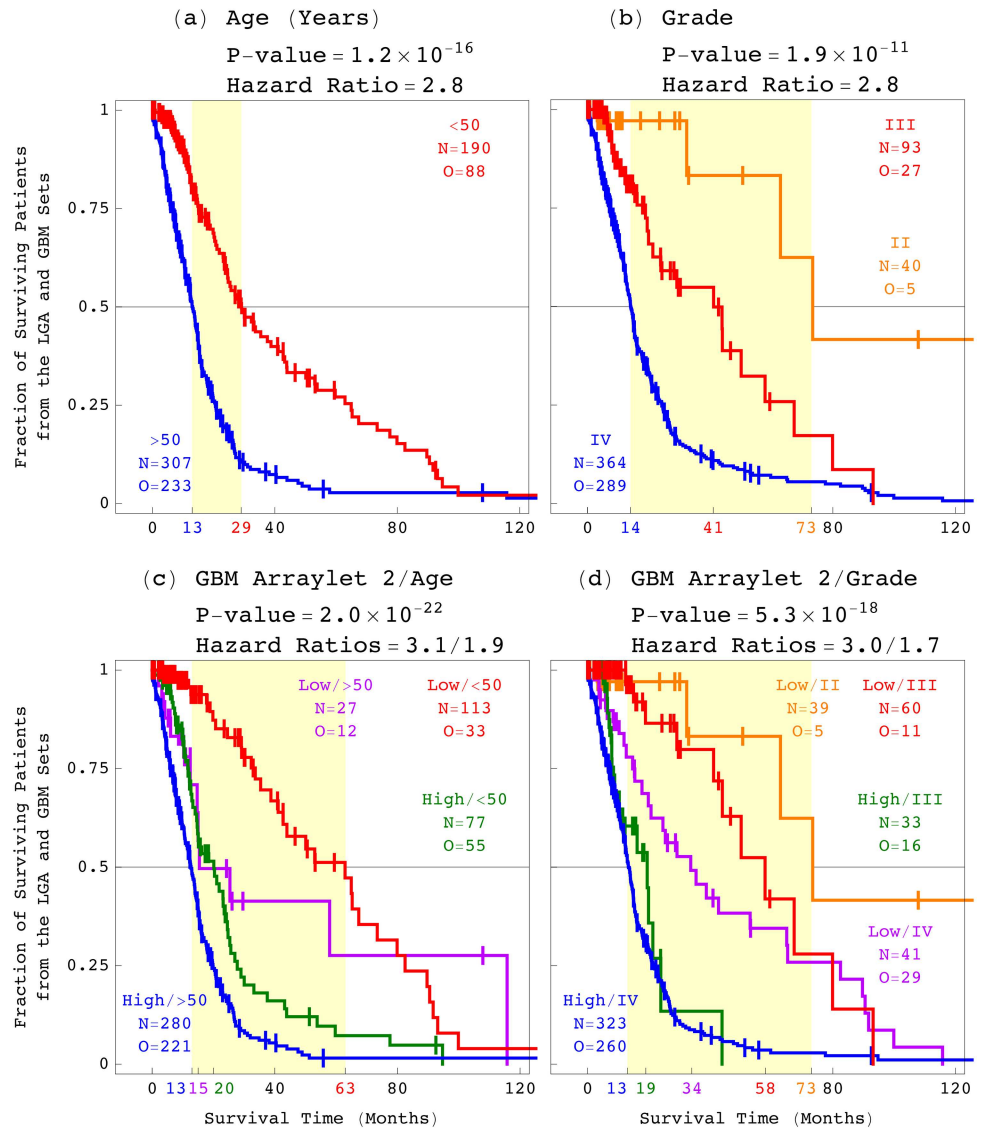 (a) Age (Years)
P-value = 1.2 × 10⁻¹⁶
Hazard Ratio = 2.8
Fraction of Surviving Patients
from the LGA and GBM Sets
1
0.75
0.5
0.25
0
<50
N=190
O=88
>50
N=307
O=233
0 13 29 40 80 120
(b) Grade
P-value = 1.9 × 10⁻¹¹
Hazard Ratio = 2.8
III
N=93
O=27
II
N=40
O=5
IV
N=364
O=289
0 14 41 73 80 120
(c) GBM Arraylet 2/Age
P-value = 2.0 × 10⁻²²
Hazard Ratios = 3.1/1.9
Fraction of Surviving Patients
from the LGA and GBM Sets
1
0.75
0.5
0.25
0
Low/>50
N=27
O=12
Low/<50
N=113
O=33
High/<50
N=77
O=55
High/>50
N=280
O=221
0 13 15 20 40 63 80 120
Survival Time (Months)
(d) GBM Arraylet 2/Grade
P-value = 5.3 × 10⁻¹⁸
Hazard Ratios = 3.0/1.7
Low/II
N=39
O=5
Low/III
N=60
O=11
High/III
N=33
O=16
Low/IV
N=41
O=29
High/IV
N=323
O=260
0 13 19 34 58 73 80 120
Survival Time (Months)